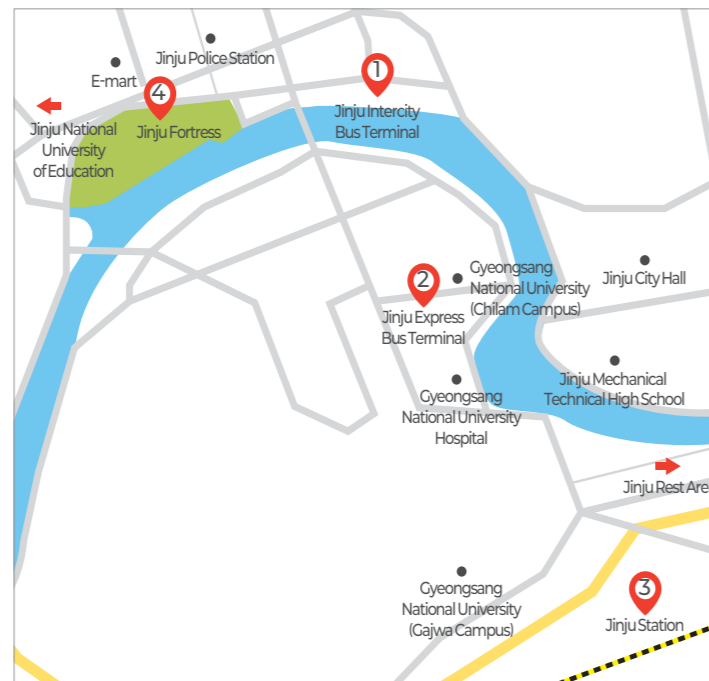 Jinju Police Station
E-mart
1
4
Jinju National
University
of Education
Jinju Fortress
Jinju Intercity
Bus Terminal
2
Gyeongsang
National University
(Chilam Campus)
Jinju City Hall
Jinju Express
Bus Terminal
Jinju Mechanical
Technical High School
Gyeongsang
National University
Hospital
Jinju Rest Are
Gyeongsang
National University
(Gajwa Campus)
3
Jinju Station